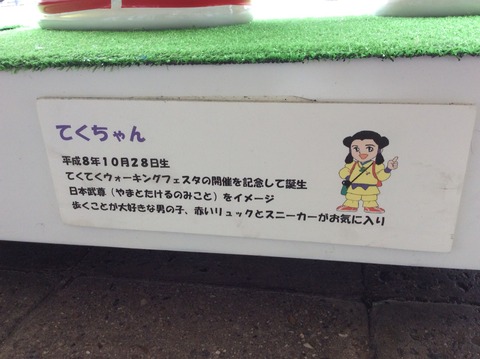 てくちゃん
平成8年10月28日生
てくてくウォーキングフェスタの開催を記念して誕生
日本武尊（やまとたけるのみこと）をイメージ
歩くことが大好きな男の子、赤いリュックとスニーカーがお気に入り